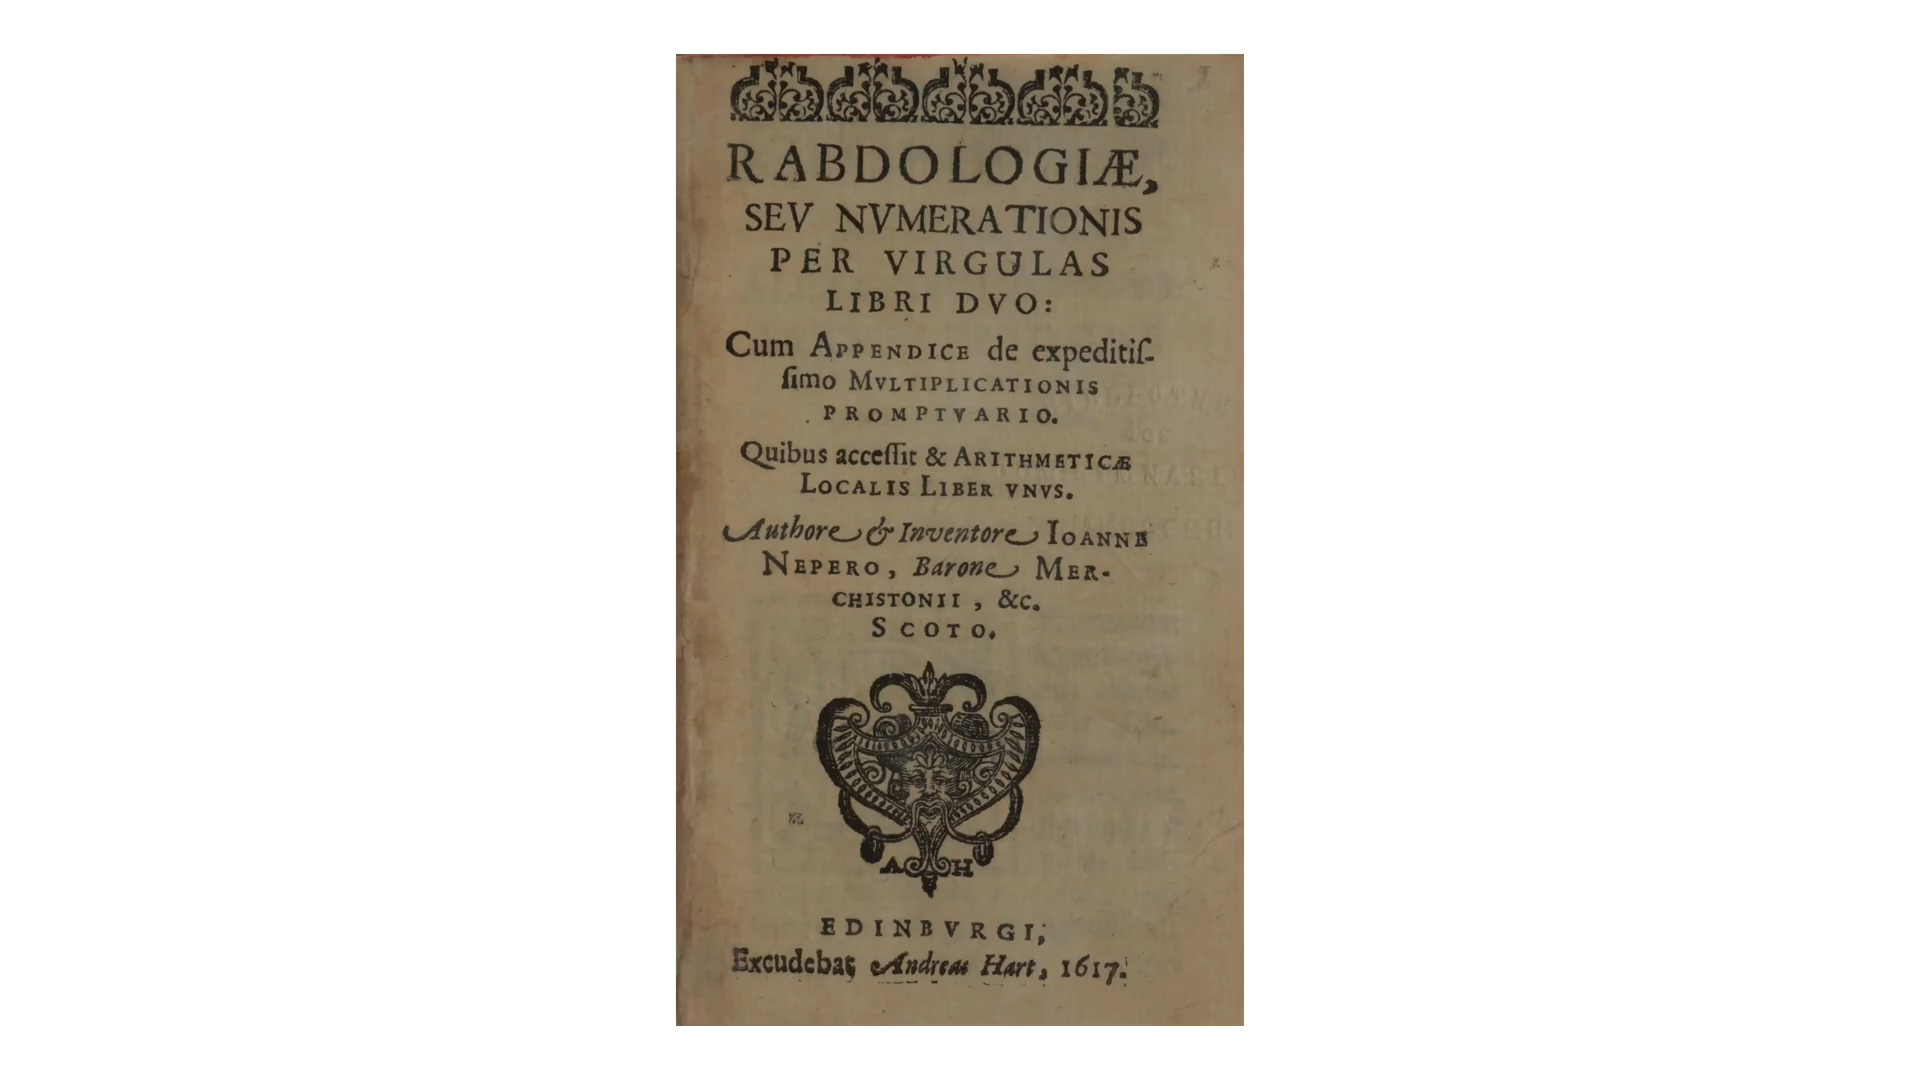 RABDOLOGIÆ,
SEV NVMERATIONIS
PER VIRGULAS
LIBRI DVO:
Cum APPENDICE de expeditiſ-
ſimo MVLTIPLICATIONIS
PROMPTVARIO.
Quibus acceſſit & ARITHMETICÆ
LOCALIS LIBER VNVS.
Authore & Inventore IOANNE
NEPERO, Barone MER-
CHISTONII, &c.
SCOTO.
A H
EDINBVRGI,
Excudebat Andreas Hart, 1617.